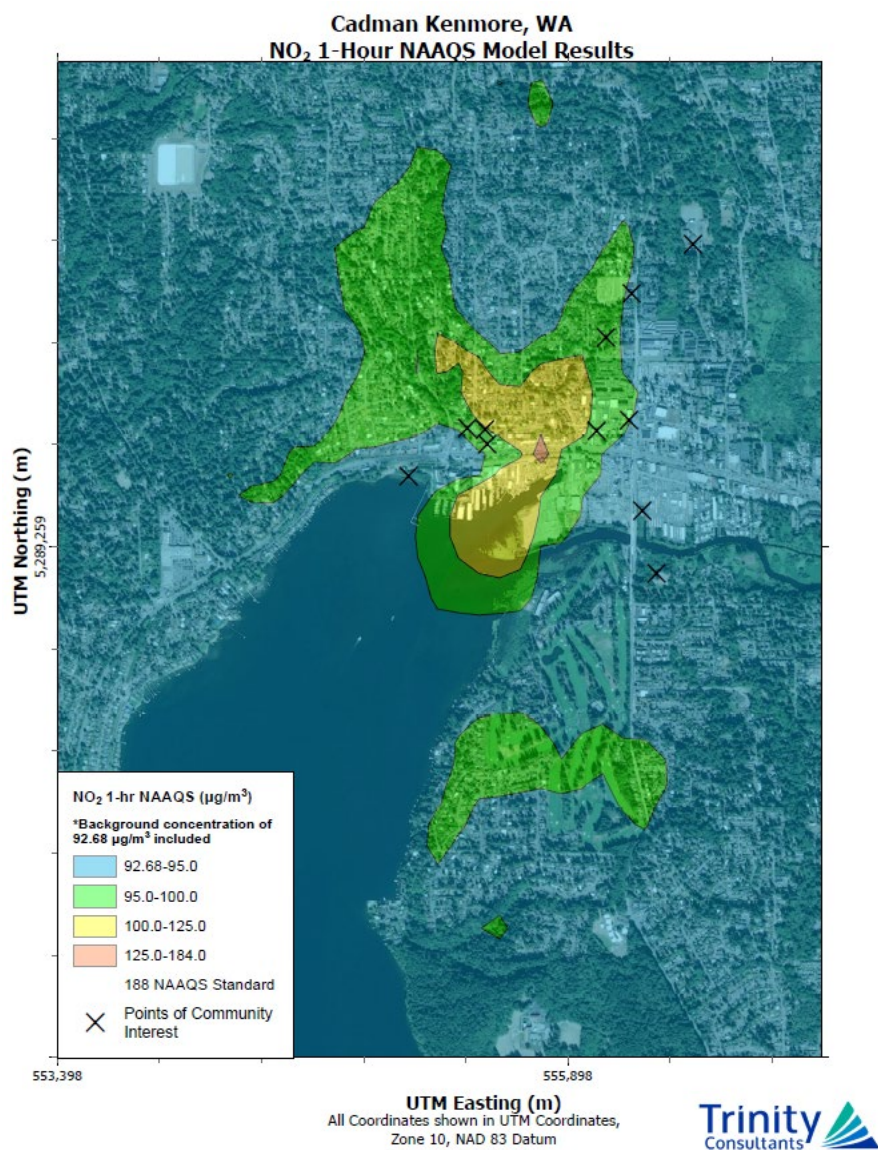 Cadman Kenmore, WA
NO₂ 1-Hour NAAQS Model Results
UTM Northing (m)
5,289,259
NO₂ 1-hr NAAQS (µg/m³)
*Background concentration of
92.68 µg/m³ included
92.68-95.0
95.0-100.0
100.0-125.0
125.0-184.0
188 NAAQS Standard
Points of Community
Interest
553,398
555,898
UTM Easting (m)
All Coordinates shown in UTM Coordinates,
Zone 10, NAD 83 Datum
Trinity
Consultants